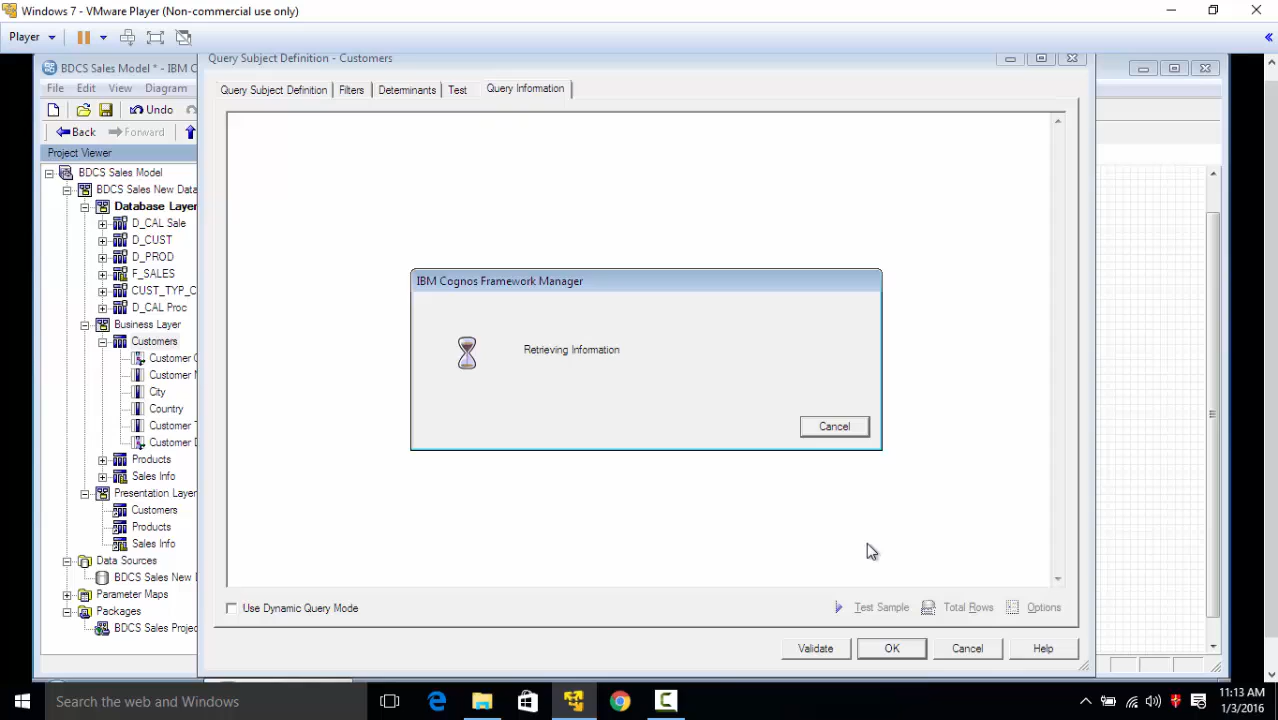 Windows 7 - VMware Player (Non-commercial use only)
Player
BDCS Sales Model * - IBM C
Query Subject Definition - Customers
File Edit View Diagram
Query Subject Definition Filters Determinants Test Query Information
Undo
Back Forward
Project Viewer
BDCS Sales Model
BDCS Sales New Data
Database Layer
D_CAL Sale
D_CUST
D_PROD
F_SALES
CUST_TYP_C
D_CAL Proc
Business Layer
Customers
Customer C
Customer N
City
Country
Customer T
Customer D
Products
Sales Info
Presentation Layer
Customers
Products
Sales Info
Data Sources
BDCS Sales New D
Parameter Maps
Packages
BDCS Sales Projec
IBM Cognos Framework Manager
Retrieving Information
Cancel
Use Dynamic Query Mode
Test Sample Total Rows Options
Validate OK Cancel Help
Search the web and Windows
11:13 AM
1/3/2016